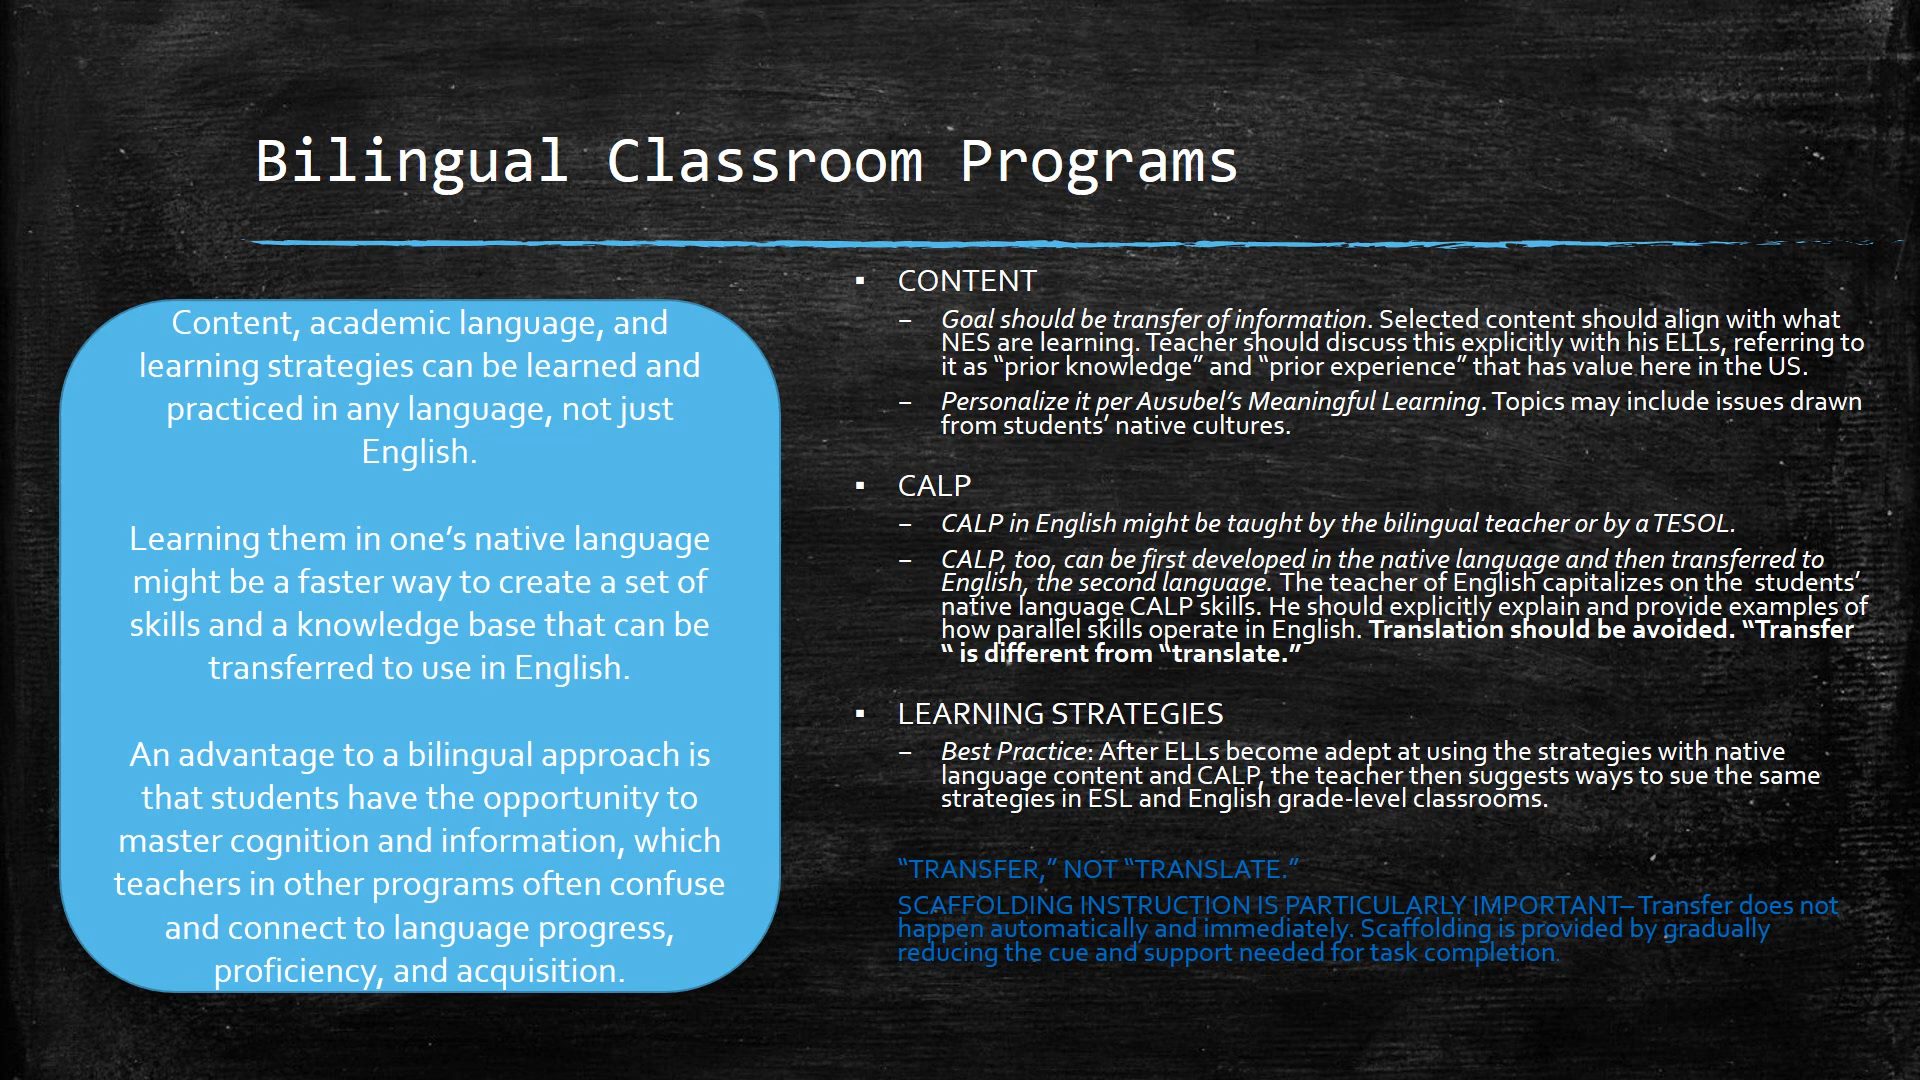 Bilingual Classroom Programs
Content, academic language, and
learning strategies can be learned and
practiced in any language, not just
English.
Learning them in one’s native language
might be a faster way to create a set of
skills and a knowledge base that can be
transferred to use in English.
An advantage to a bilingual approach is
that students have the opportunity to
master cognition and information, which
teachers in other programs often confuse
and connect to language progress,
proficiency, and acquisition.
▪ CONTENT
– Goal should be transfer of information. Selected content should align with what
NES are learning. Teacher should discuss this explicitly with his ELLs, referring to
it as “prior knowledge” and “prior experience” that has value here in the US.
– Personalize it per Ausubel’s Meaningful Learning. Topics may include issues drawn
from students’ native cultures.
▪ CALP
– CALP in English might be taught by the bilingual teacher or by a TESOL.
– CALP, too, can be first developed in the native language and then transferred to
English, the second language. The teacher of English capitalizes on the  students’
native language CALP skills. He should explicitly explain and provide examples of
how parallel skills operate in English. Translation should be avoided. “Transfer
“ is different from “translate.”
▪ LEARNING STRATEGIES
– Best Practice: After ELLs become adept at using the strategies with native
language content and CALP, the teacher then suggests ways to sue the same
strategies in ESL and English grade-level classrooms.
“TRANSFER,” NOT “TRANSLATE.”
SCAFFOLDING INSTRUCTION IS PARTICULARLY IMPORTANT– Transfer does not
happen automatically and immediately. Scaffolding is provided by gradually
reducing the cue and support needed for task completion.